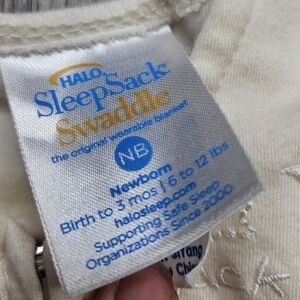 HALO
SleepSack
Swaddle
the original wearable blanket
NB
Newborn
Birth to 3 mos | 6 to 12 lbs
halosleep.com
Supporting Safe Sleep
Organizations Since 2000.